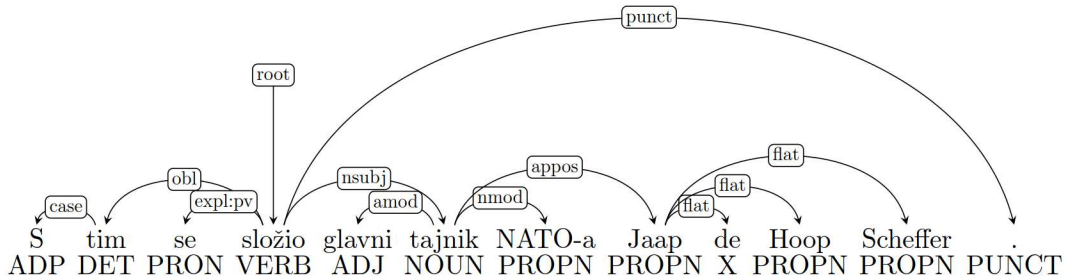 punct
root
obl
nsubj
appos
flat
case
expl:pv
amod
nmod
flat
flat
S tim se složio glavni tajnik NATO-a Jaap de Hoop Scheffer .
ADP DET PRON VERB ADJ NOUN PROPN PROPN X PROPN PROPN PUNCT